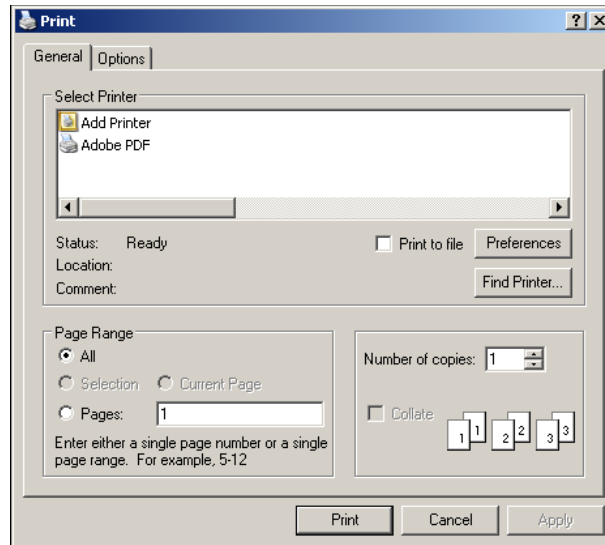 Print
General Options
Select Printer
Add Printer
Adobe PDF
Status: Ready
Print to file
Preferences
Location:
Comment:
Find Printer...
Page Range
All
Selection Current Page
Pages: 1
Enter either a single page number or a single
page range. For example, 5-12
Number of copies: 1
Collate
1 1 2 2 3 3
Print Cancel Apply